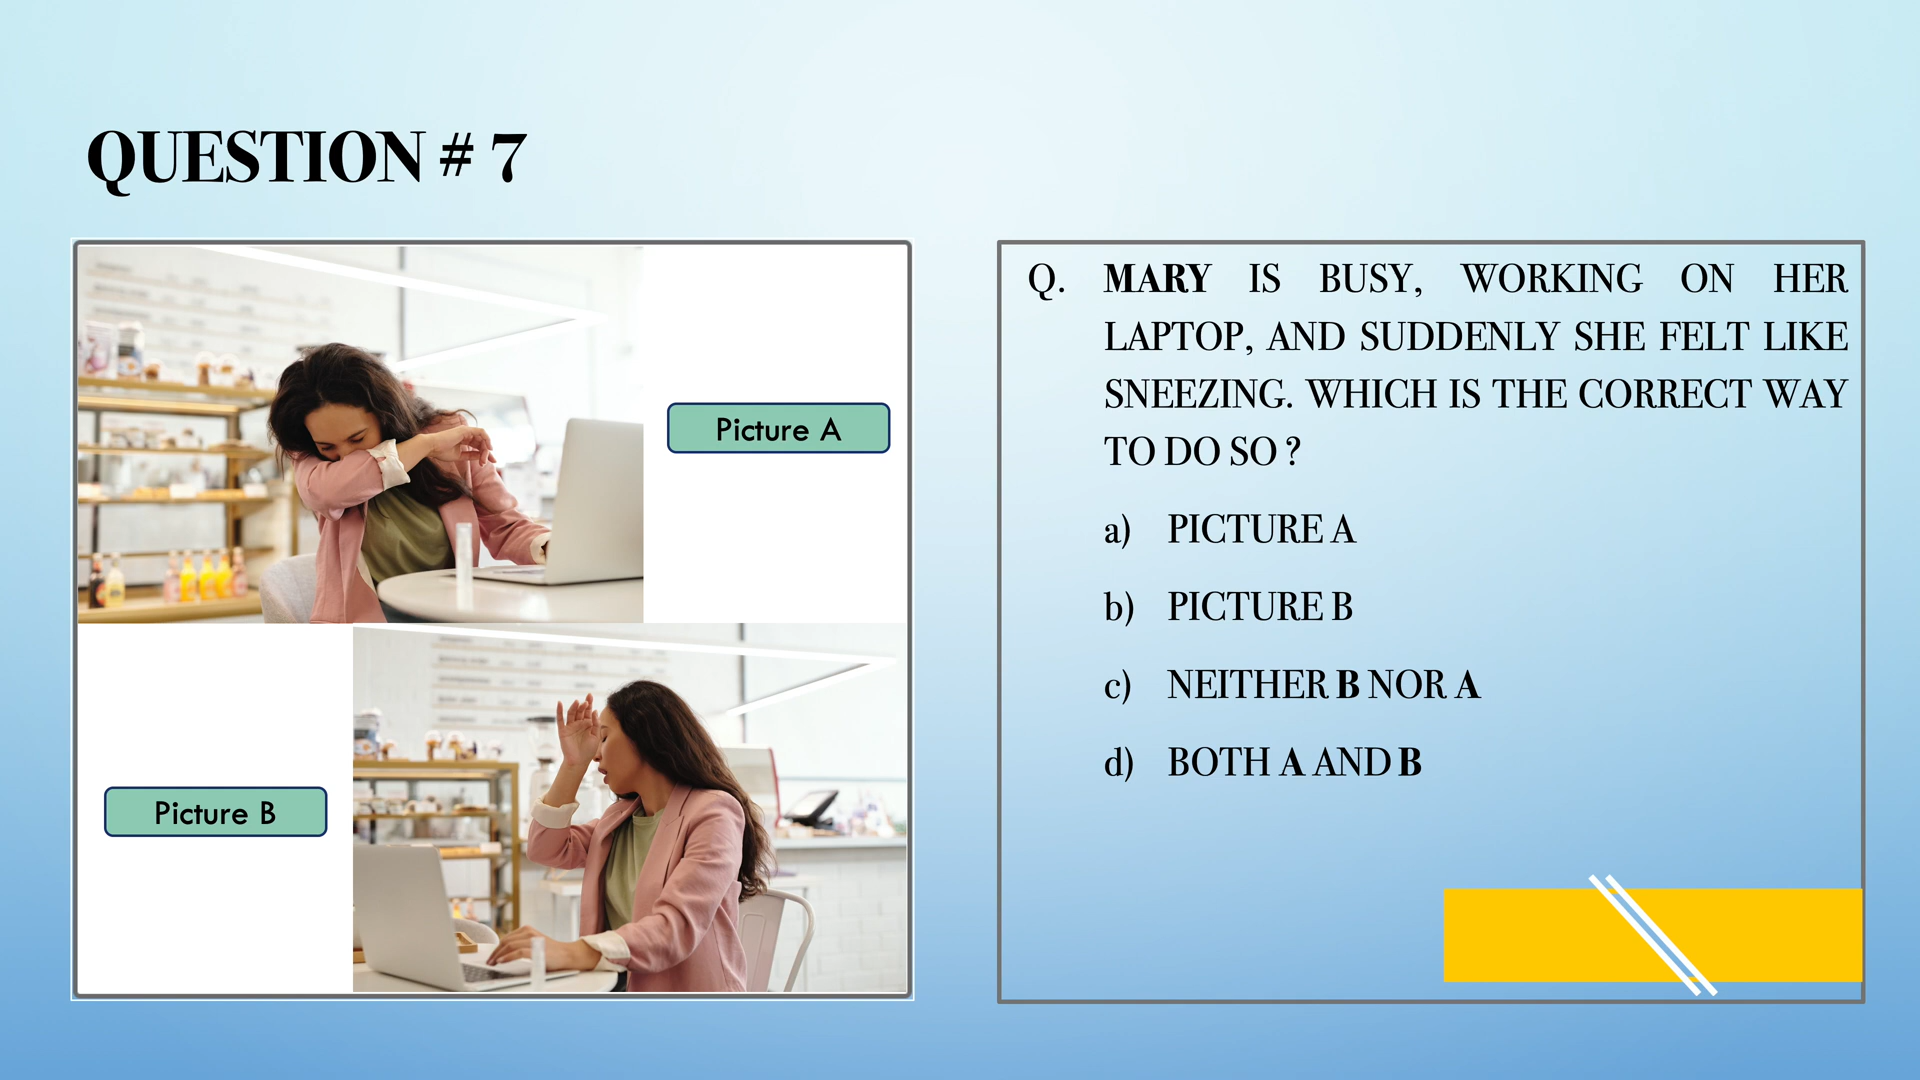 QUESTION # 7
Picture A
Picture B
Q. MARY IS BUSY, WORKING ON HER
LAPTOP, AND SUDDENLY SHE FELT LIKE
SNEEZING. WHICH IS THE CORRECT WAY
TO DO SO ?
a) PICTURE A
b) PICTURE B
c) NEITHER B NOR A
d) BOTH A AND B